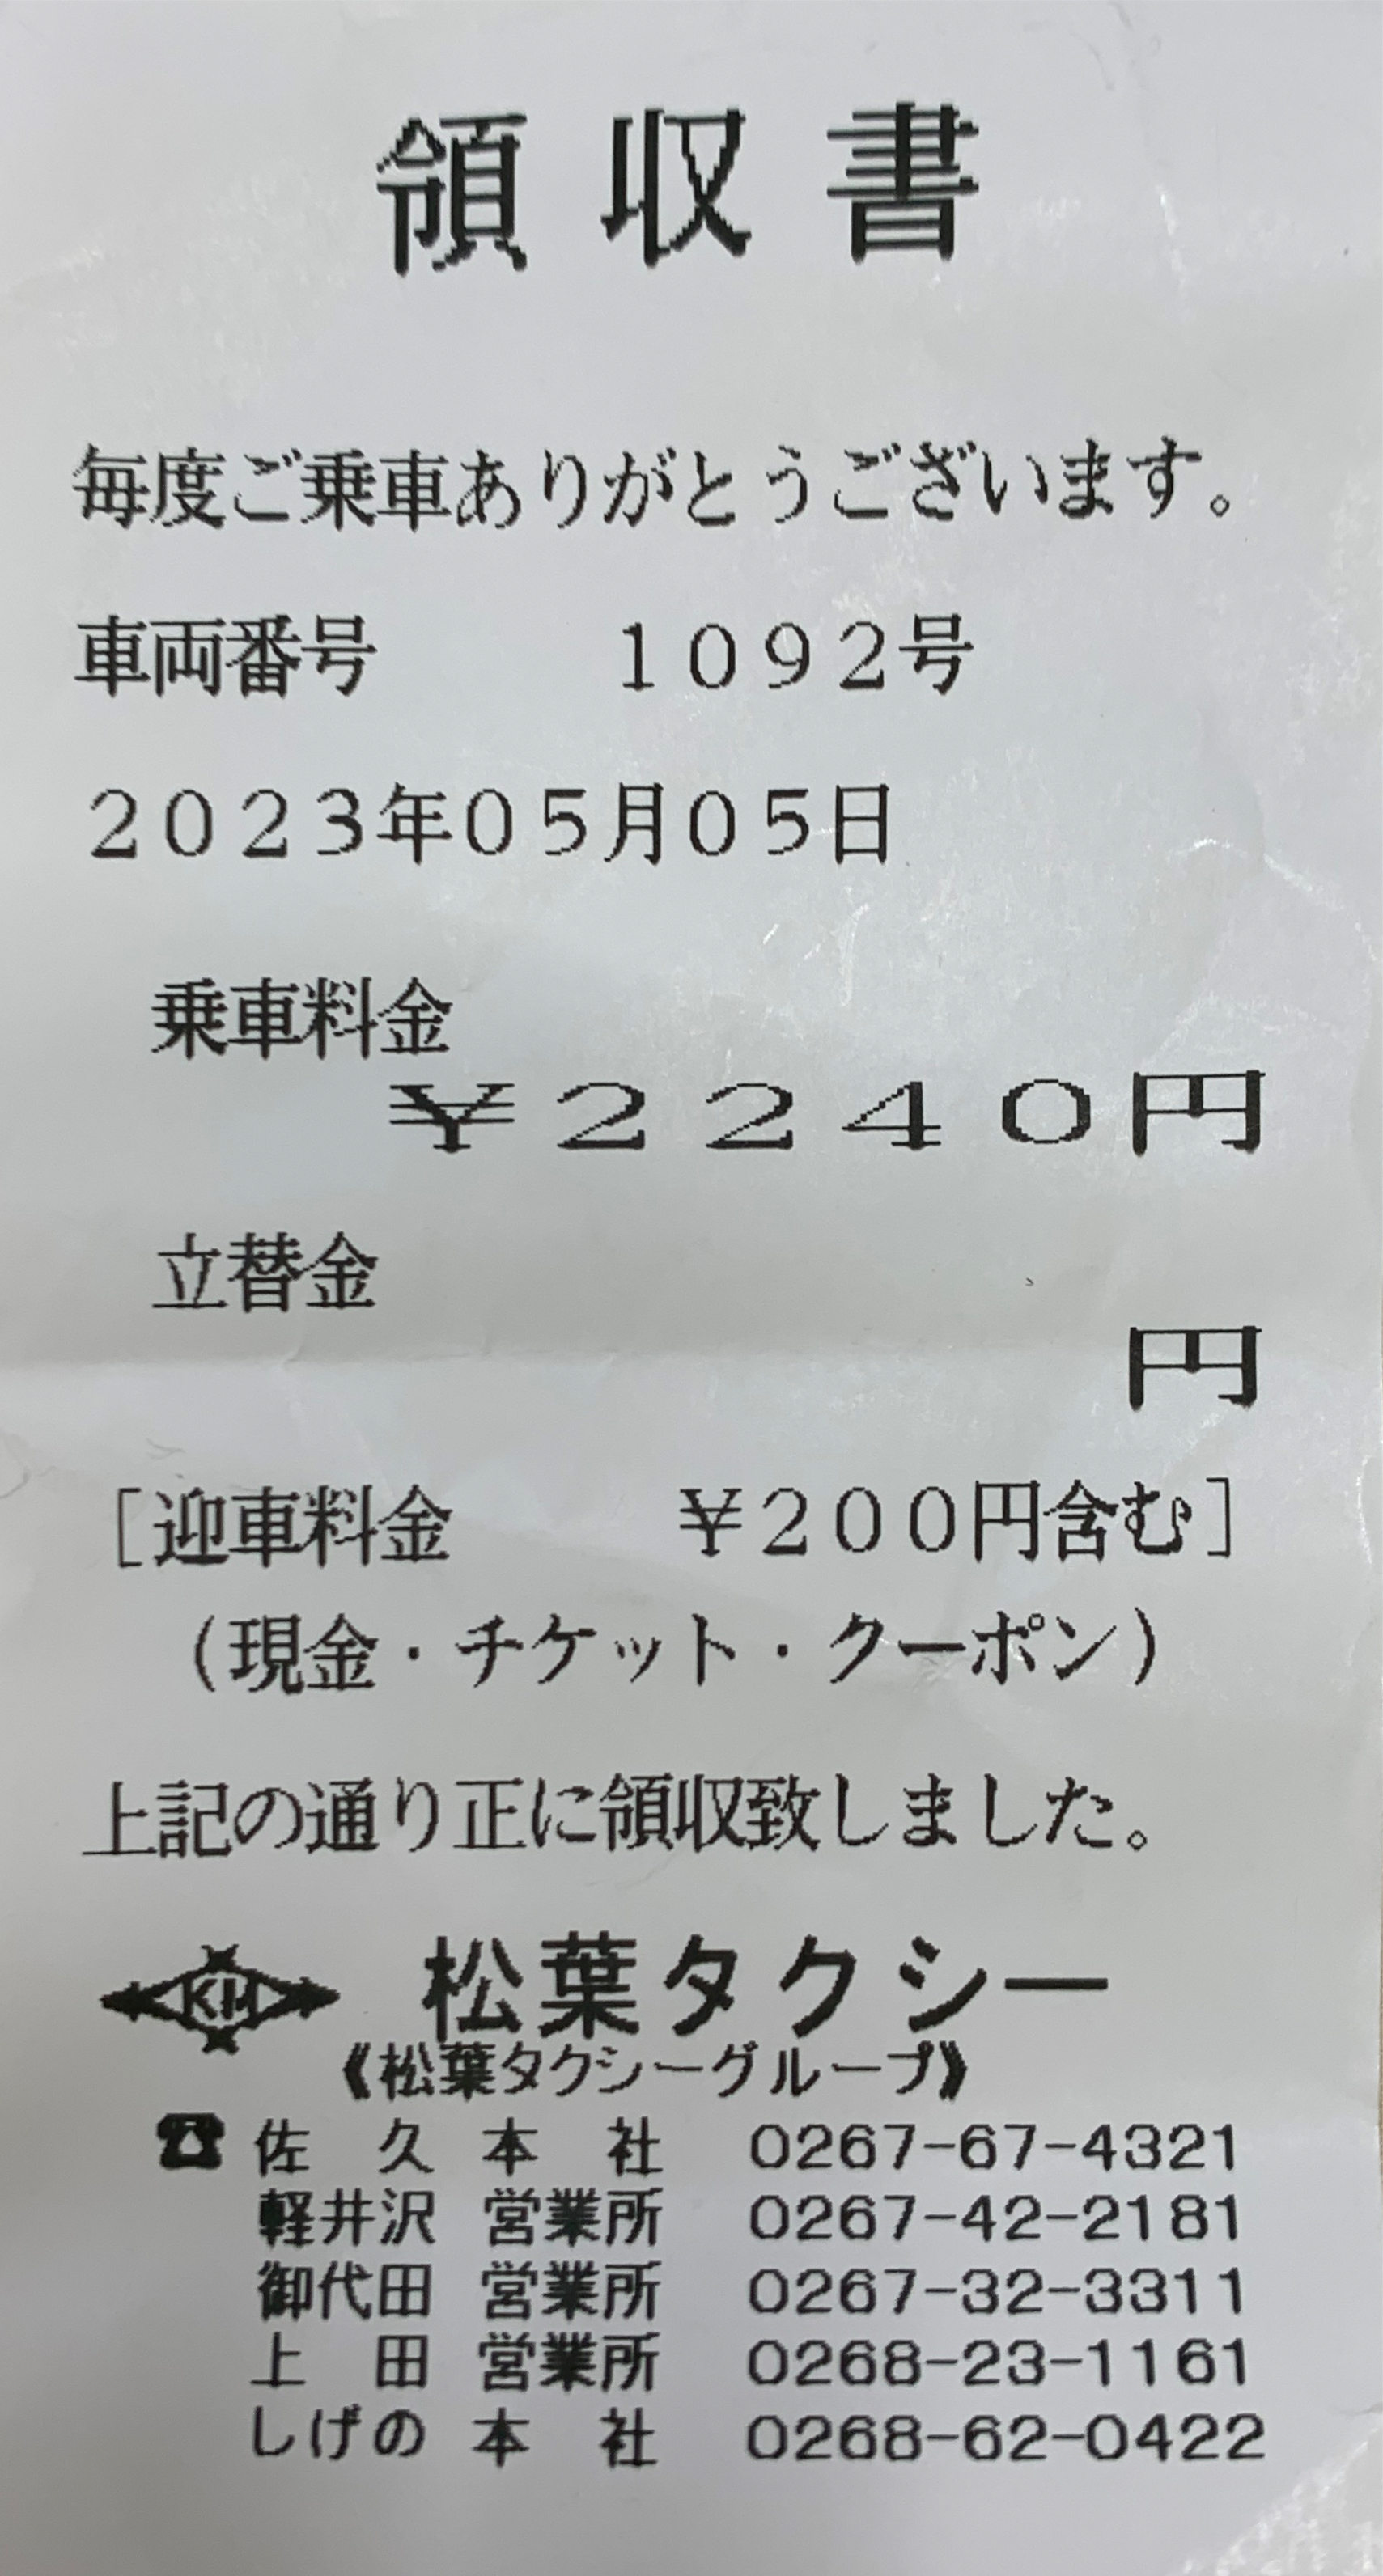 領収書
毎度ご乗車ありがとうございます。
車両番号　　　1092号
2023年05月05日
乗車料金
¥2240円
立替金
円
[迎車料金　　　¥200円含む]
(現金・チケット・クーポン)
上記の通り正に領収致しました。
KH 松葉タクシー
《松葉タクシーグループ》
☎佐　久　本　社　0267-67-4321
軽井沢　営業所　0267-42-2181
御代田　営業所　0267-32-3311
上　田　営業所　0268-23-1161
しげの　本　社　0268-62-0422